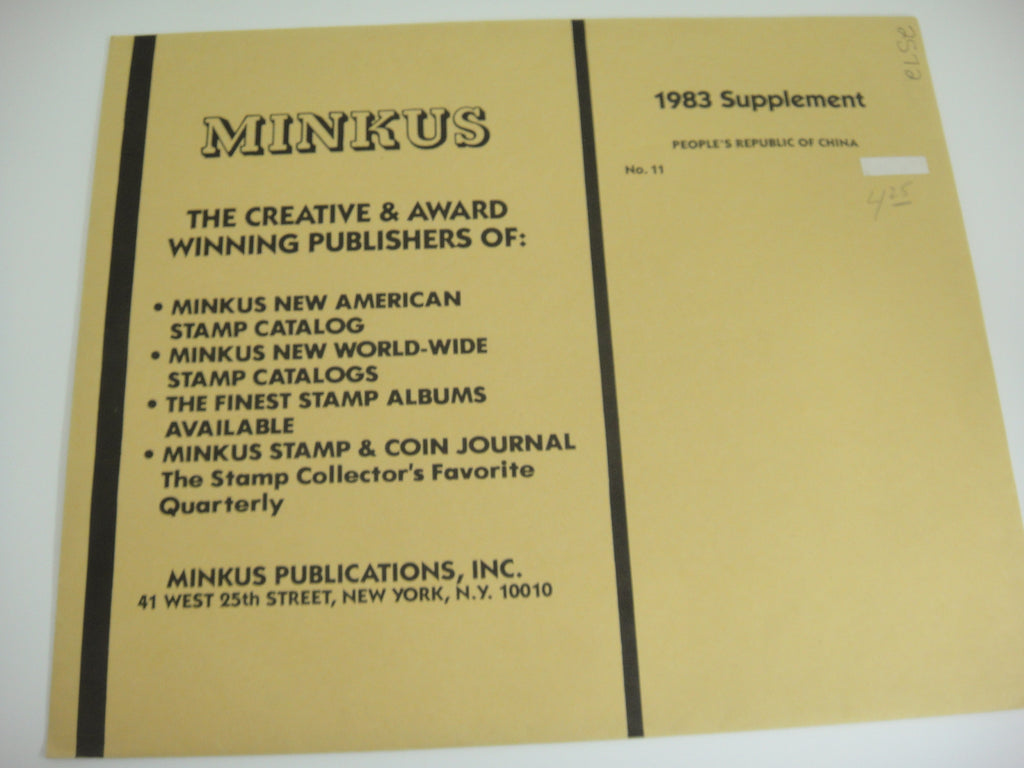 MINKUS
THE CREATIVE & AWARD
WINNING PUBLISHERS OF:
• MINKUS NEW AMERICAN
STAMP CATALOG
• MINKUS NEW WORLD-WIDE
STAMP CATALOGS
• THE FINEST STAMP ALBUMS
AVAILABLE
• MINKUS STAMP & COIN JOURNAL
The Stamp Collector's Favorite
Quarterly
MINKUS PUBLICATIONS, INC.
41 WEST 25th STREET, NEW YORK, N.Y. 10010
1983 Supplement
PEOPLE'S REPUBLIC OF CHINA
No. 11
4 25